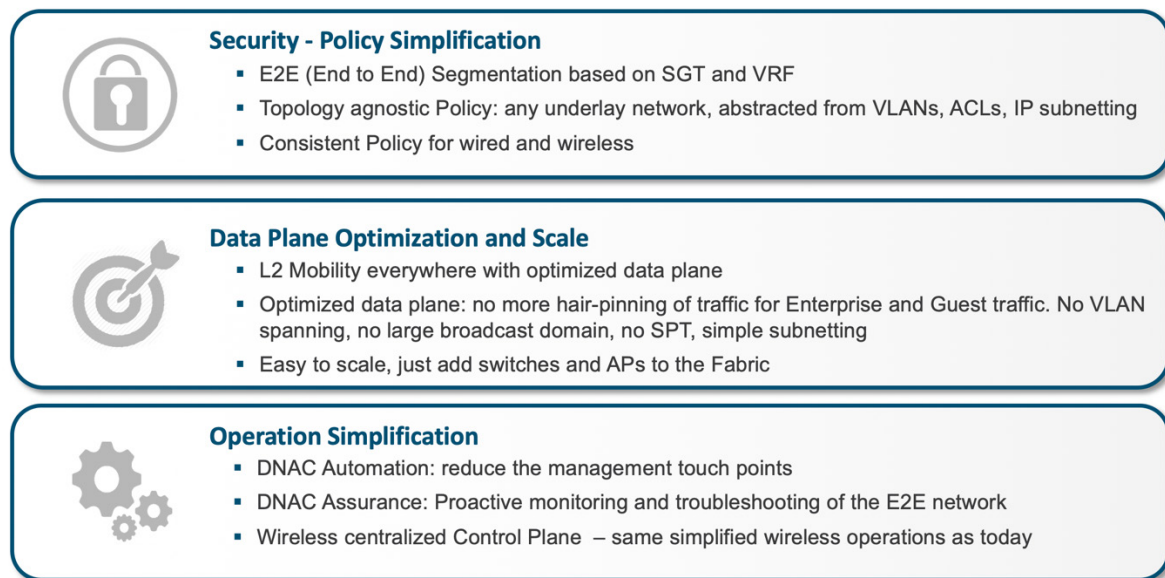 Security - Policy Simplification
▪ E2E (End to End) Segmentation based on SGT and VRF
▪ Topology agnostic Policy: any underlay network, abstracted from VLANs, ACLs, IP subnetting
▪ Consistent Policy for wired and wireless
Data Plane Optimization and Scale
▪ L2 Mobility everywhere with optimized data plane
▪ Optimized data plane: no more hair-pinning of traffic for Enterprise and Guest traffic. No VLAN
spanning, no large broadcast domain, no SPT, simple subnetting
▪ Easy to scale, just add switches and APs to the Fabric
Operation Simplification
▪ DNAC Automation: reduce the management touch points
▪ DNAC Assurance: Proactive monitoring and troubleshooting of the E2E network
▪ Wireless centralized Control Plane – same simplified wireless operations as today